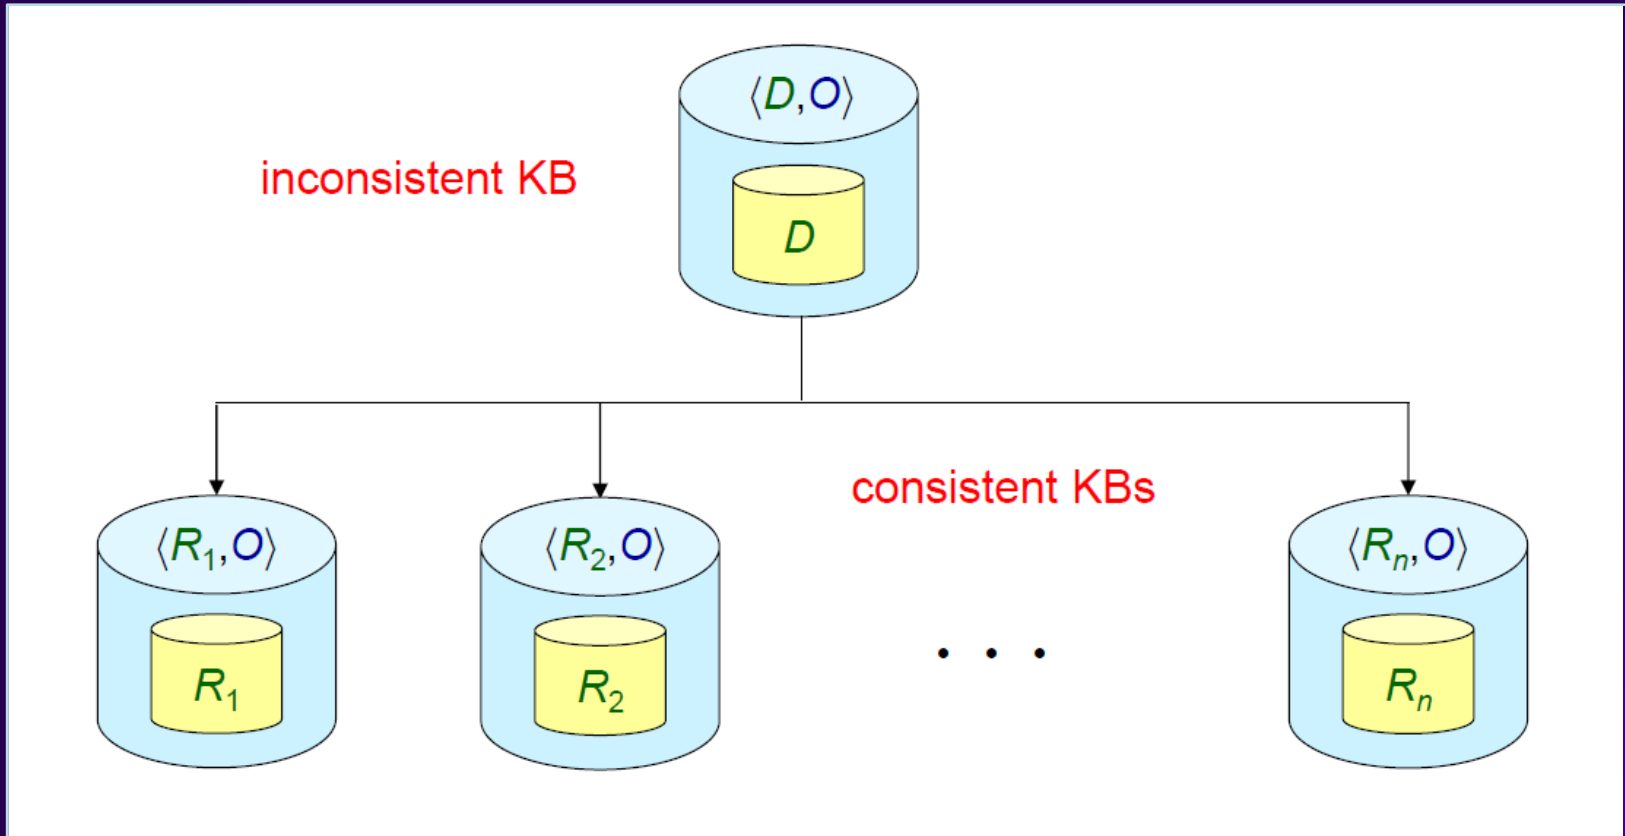 ⟨D,O⟩
inconsistent KB
D
consistent KBs
⟨R₁,O⟩
⟨R₂,O⟩
⟨Rₙ,O⟩
. . .
R₁
R₂
Rₙ